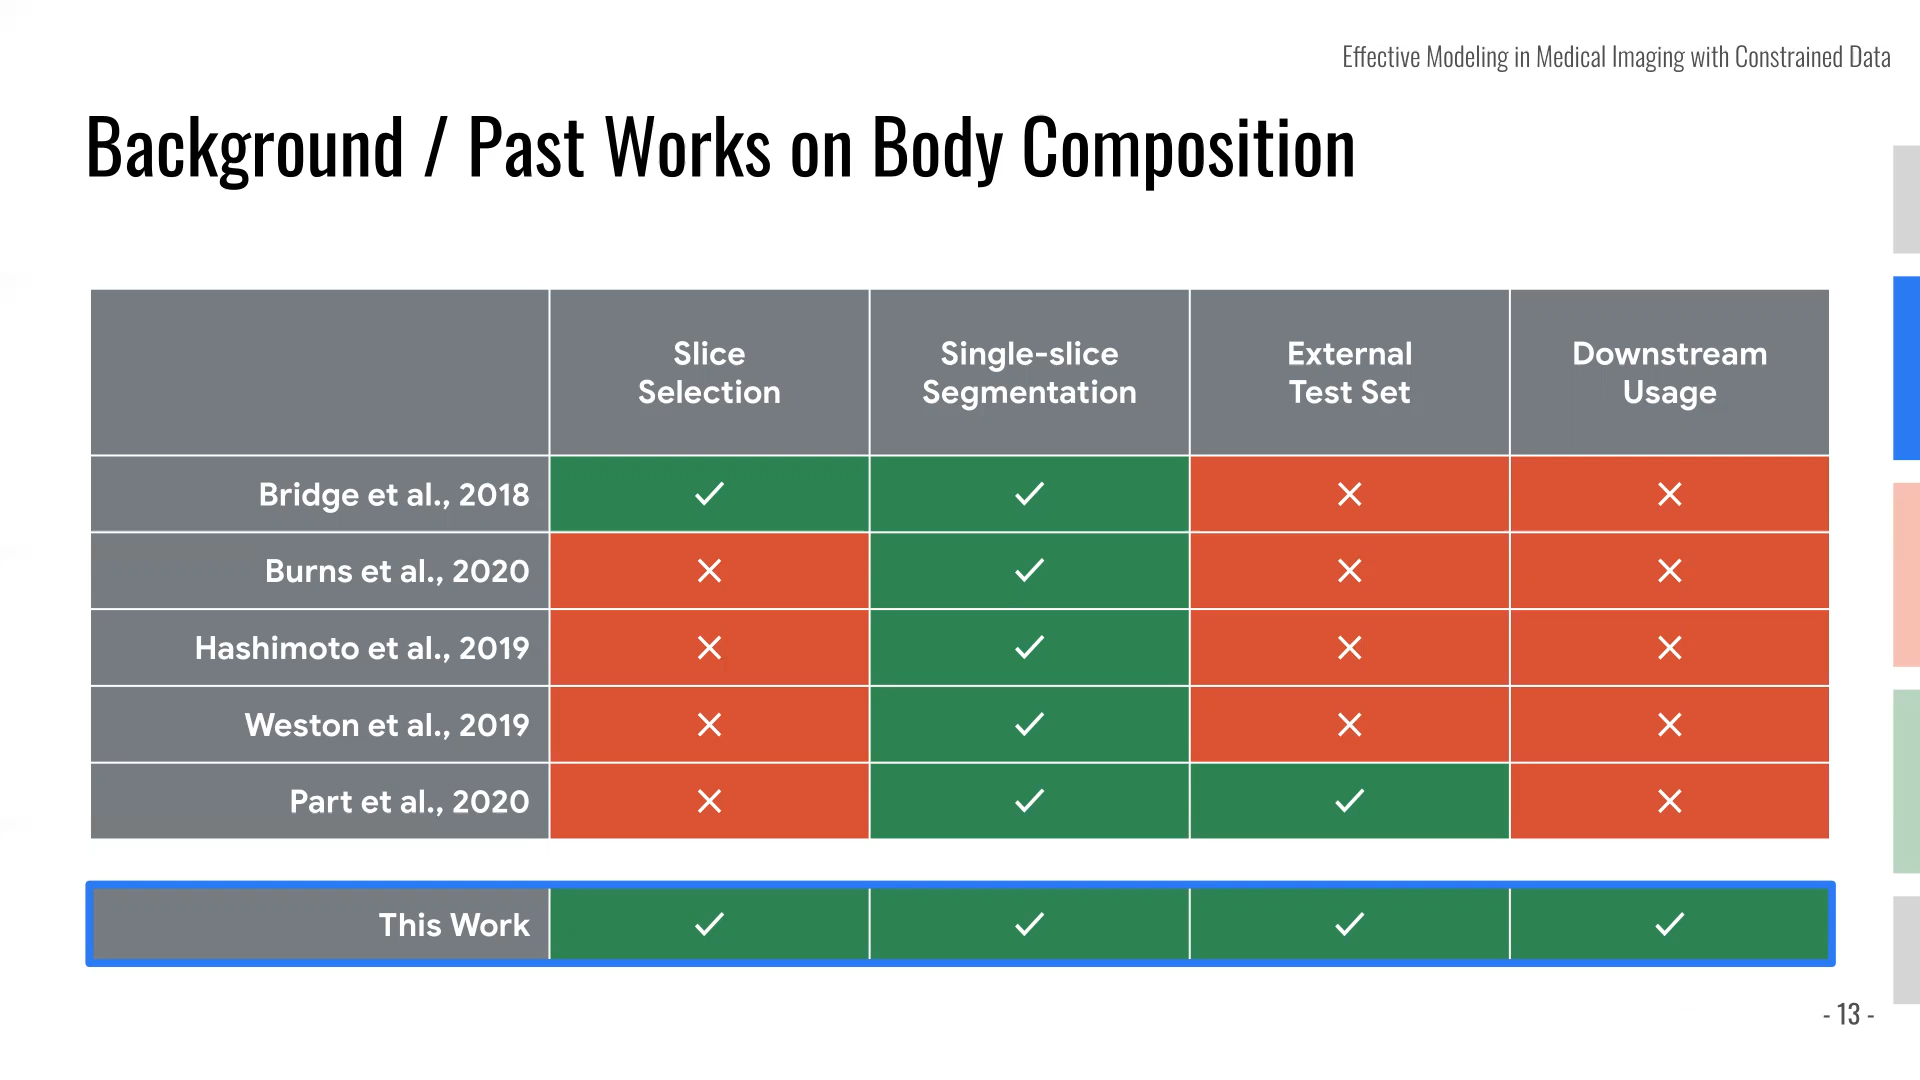 Effective Modeling in Medical Imaging with Constrained Data
Background / Past Works on Body Composition
Slice Selection
Single-slice Segmentation
External Test Set
Downstream Usage
Bridge et al., 2018 ✓ ✓ ✕ ✕
Burns et al., 2020 ✕ ✓ ✕ ✕
Hashimoto et al., 2019 ✕ ✓ ✕ ✕
Weston et al., 2019 ✕ ✓ ✕ ✕
Part et al., 2020 ✕ ✓ ✓ ✕
This Work ✓ ✓ ✓ ✓
- 13 -